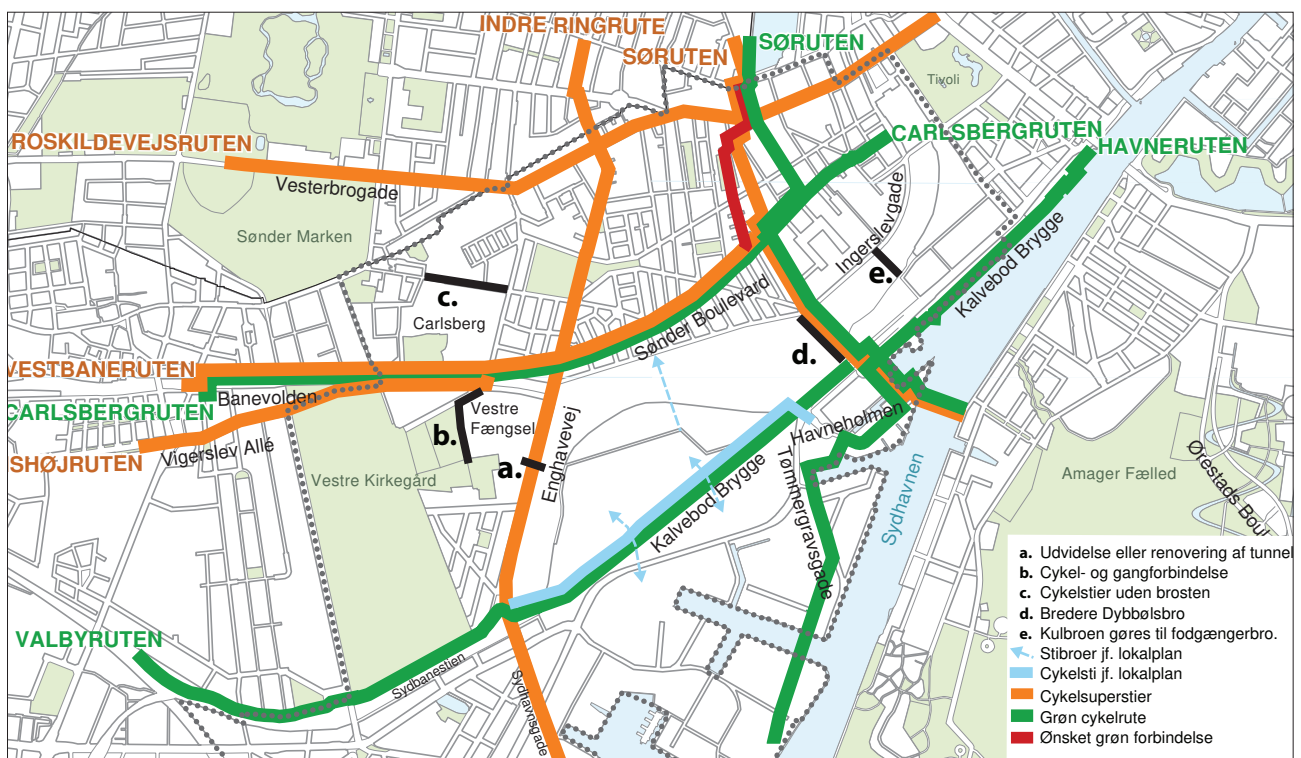 INDRE RINGRUTE
SØRUTEN
SØRUTEN
Tivoli
ROSKILDEVEJSRUTEN
Vesterbrogade
CARLSBERGRUTEN
HAVNERUTEN
Sønder Marken
Ingerslevgade
Kalvebod Brygge
e.
c.
Carlsberg
Sønder Boulevard
d.
VESTBANERUTEN
CARLSBERGRUTEN
Banevolden
Vestre
Fængsel
b.
Havneholmen
SHØJRUTEN
Vigerslev Allé
a.
Enghavevej
Vestre Kirkegård
Kalvebod Brygge
Tømmergravsgade
Sydhavnen
Amager Fælled
Ørestads Boul
VALBYRUTEN
Sydbanestien
Sydhavnsgade
a. Udvidelse eller renovering af tunnel
b. Cykel- og gangforbindelse
c. Cykelstier uden brosten
d. Bredere Dybbølsbro
e. Kulbroen gøres til fodgængerbro.
Stibroer jf. lokalplan
Cykelsti jf. lokalplan
Cykelsuperstier
Grøn cykelrute
Ønsket grøn forbindelse